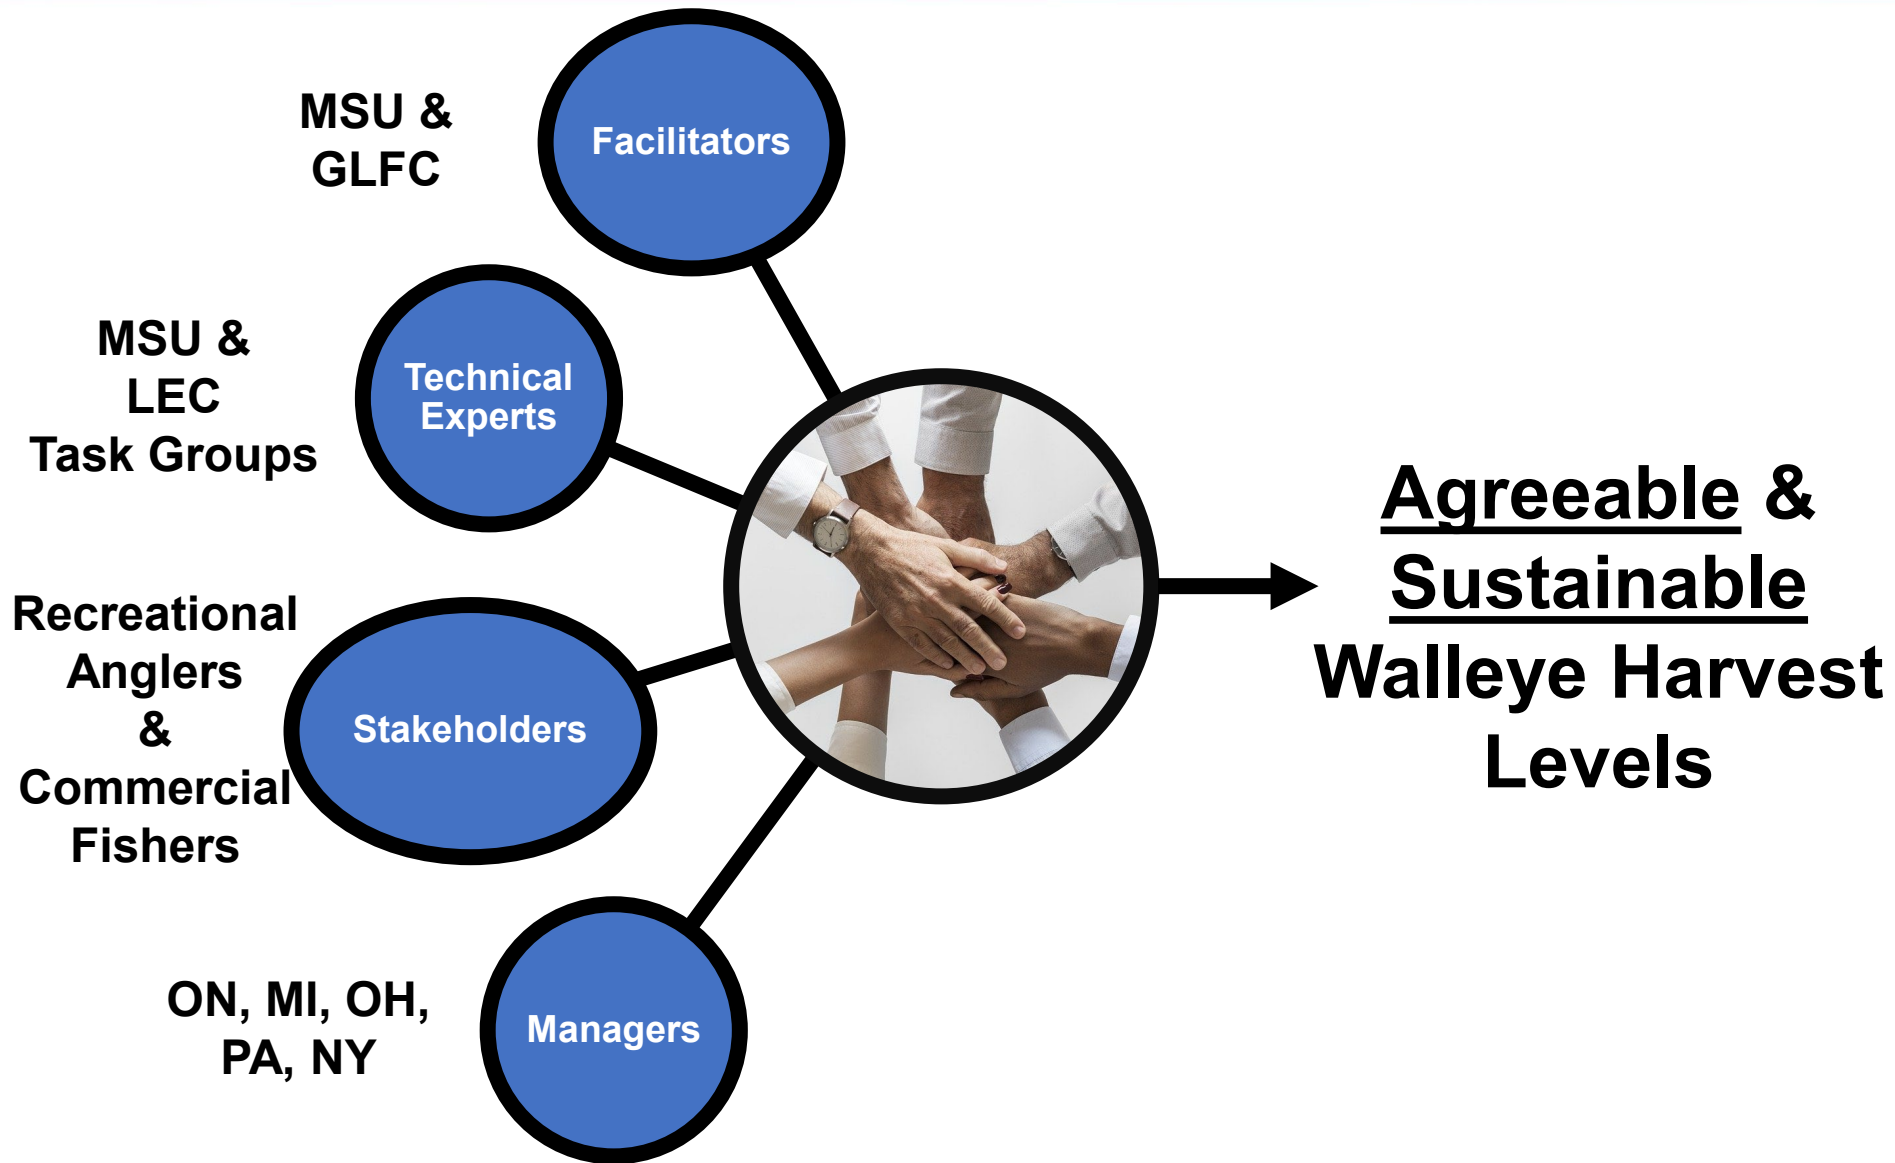 MSU &
GLFC
Facilitators
MSU &
LEC
Task Groups
Technical
Experts
Recreational
Anglers
&
Commercial
Fishers
Stakeholders
ON, MI, OH,
PA, NY
Managers
Agreeable &
Sustainable
Walleye Harvest
Levels